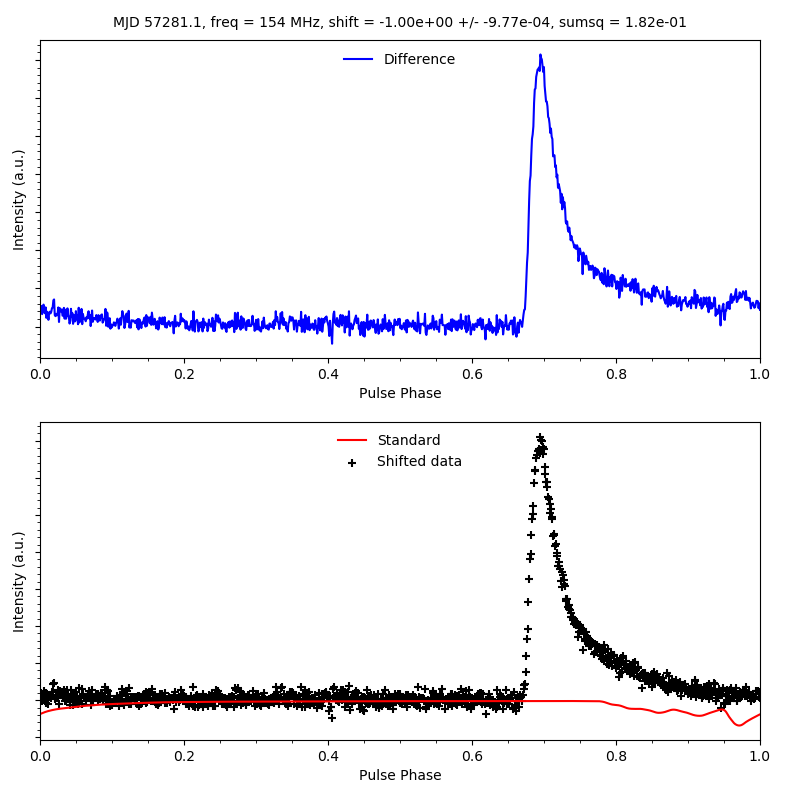 MJD 57281.1, freq = 154 MHz, shift = -1.00e+00 +/- -9.77e-04, sumsq = 1.82e-01
Difference
Intensity (a.u.)
0.0 0.2 0.4 0.6 0.8 1.0
Pulse Phase
Standard
Shifted data
Intensity (a.u.)
0.0 0.2 0.4 0.6 0.8 1.0
Pulse Phase